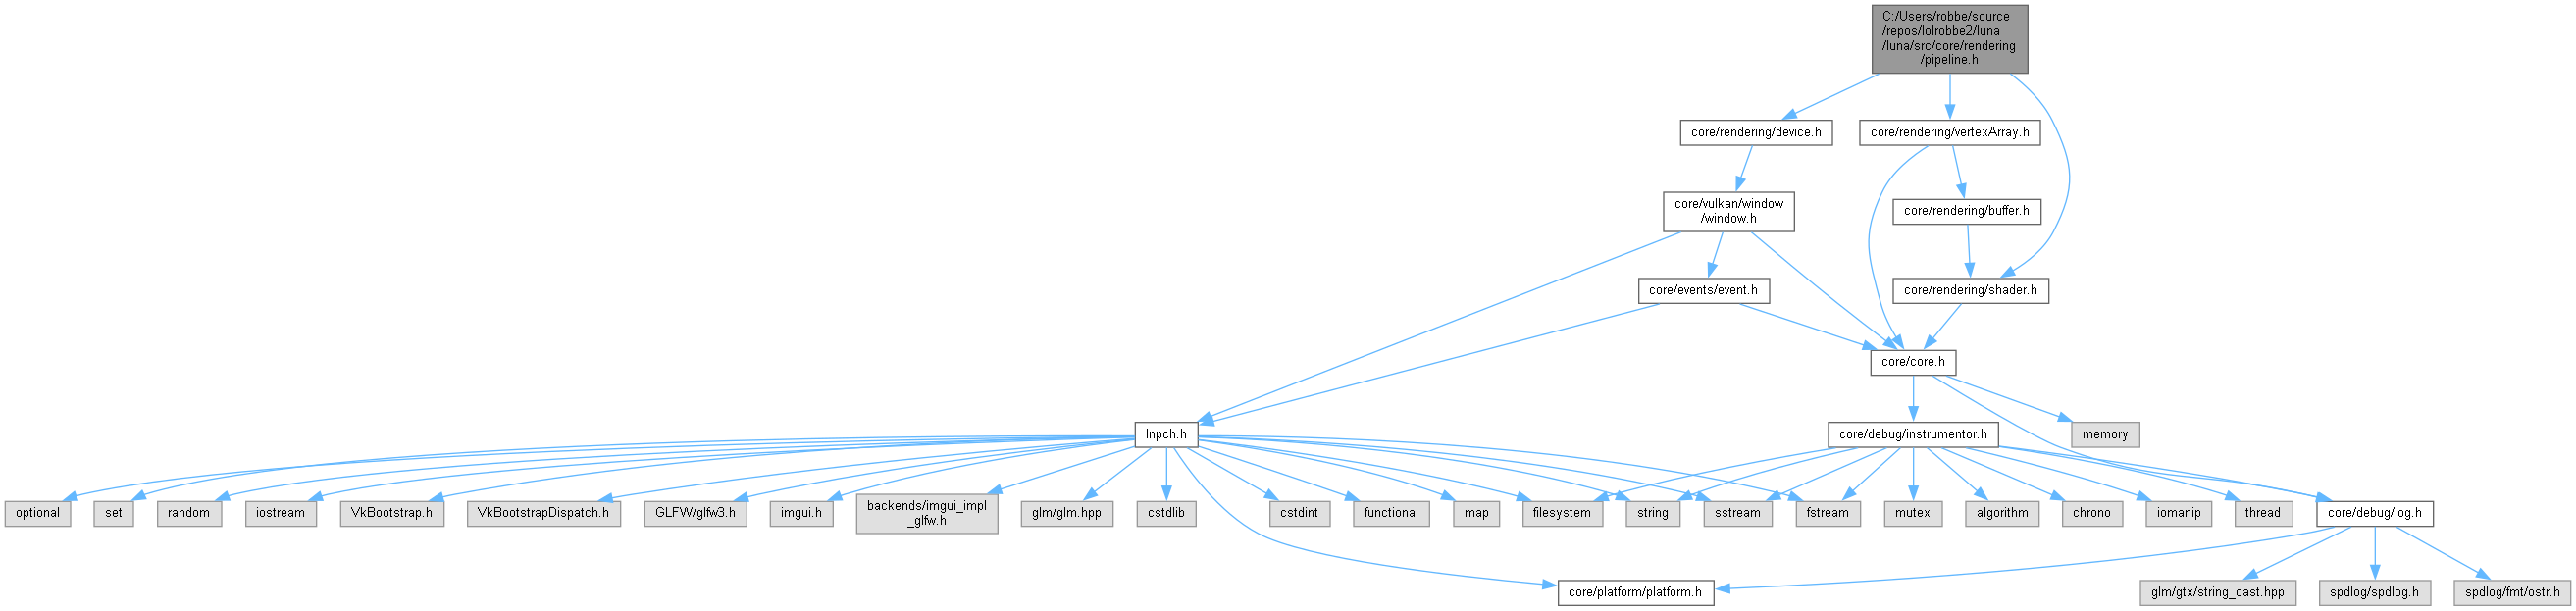 C:/Users/robbe/source
/repos/lolrobbe2/luna
/luna/src/core/rendering
/pipeline.h
core/rendering/device.h
core/rendering/vertexArray.h
core/vulkan/window
/window.h
core/rendering/buffer.h
core/events/event.h
core/rendering/shader.h
core/core.h
lnpch.h
core/debug/instrumentor.h
memory
optional
set
random
iostream
VkBootstrap.h
VkBootstrapDispatch.h
GLFW/glfw3.h
imgui.h
backends/imgui_impl
_glfw.h
glm/glm.hpp
cstdlib
cstdint
functional
map
filesystem
string
sstream
fstream
mutex
algorithm
chrono
iomanip
thread
core/debug/log.h
core/platform/platform.h
glm/gtx/string_cast.hpp
spdlog/spdlog.h
spdlog/fmt/ostr.h